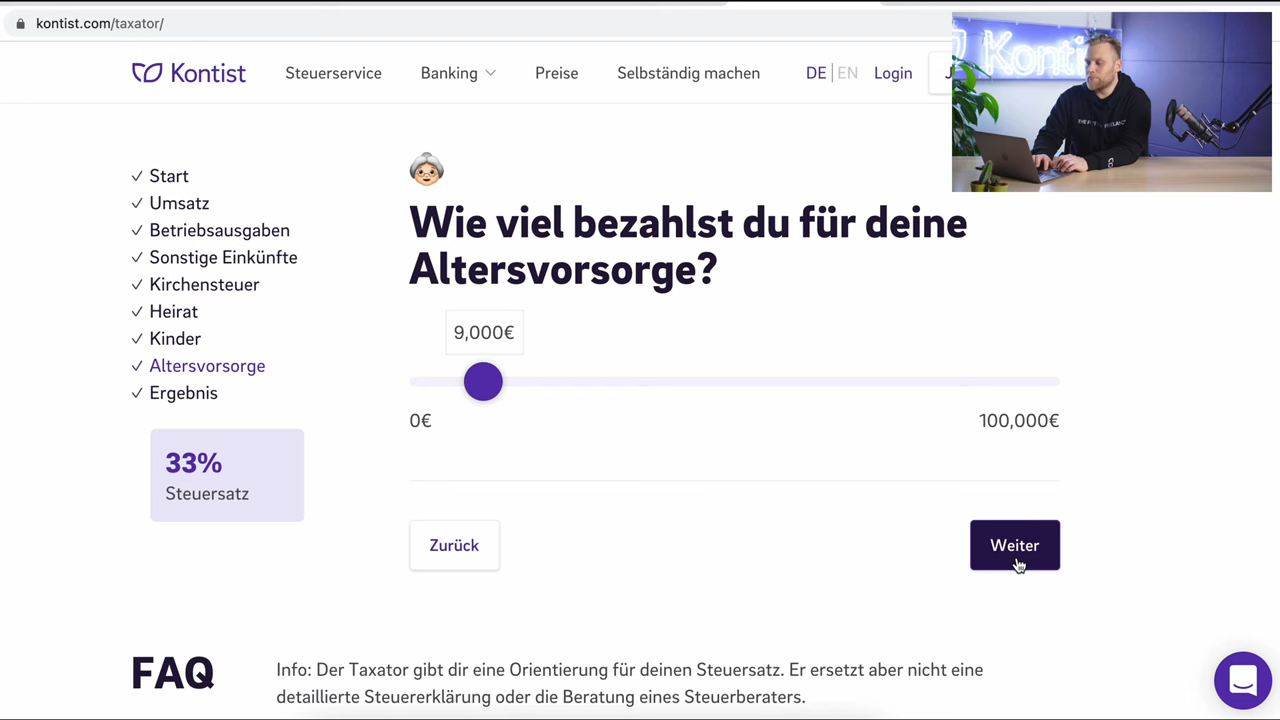 kontist.com/taxator/
Kontist
Steuerservice
Banking
Preise
Selbständig machen
DE | EN
Login
J
Konti
✓ Start
✓ Umsatz
✓ Betriebsausgaben
✓ Sonstige Einkünfte
✓ Kirchensteuer
✓ Heirat
✓ Kinder
✓ Altersvorsorge
✓ Ergebnis
33%
Steuersatz
Wie viel bezahlst du für deine
Altersvorsorge?
9,000€
0€
100,000€
Zurück
Weiter
FAQ
Info: Der Taxator gibt dir eine Orientierung für deinen Steuersatz. Er ersetzt aber nicht eine
detaillierte Steuererklärung oder die Beratung eines Steuerberaters.